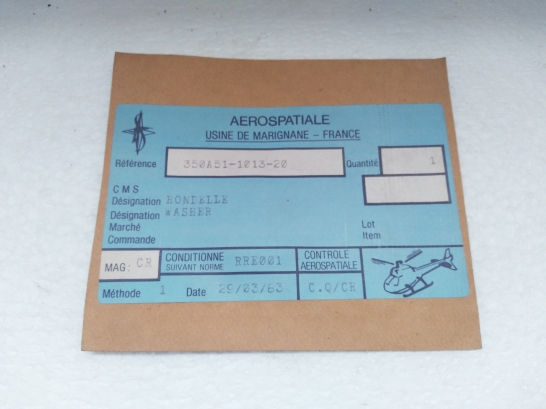 AEROSPATIALE
USINE DE MARIGNANE – FRANCE
Référence 350A51-1013-20 Quantité 1
C M S
Désignation RONDELLE
Désignation WASHER
Marché
Commande
Lot
Item
MAG: CR
CONDITIONNE
SUIVANT NORME RRE001
CONTROLE
AEROSPATIALE
Méthode 1 Date 29/03/83 C.Q/CR